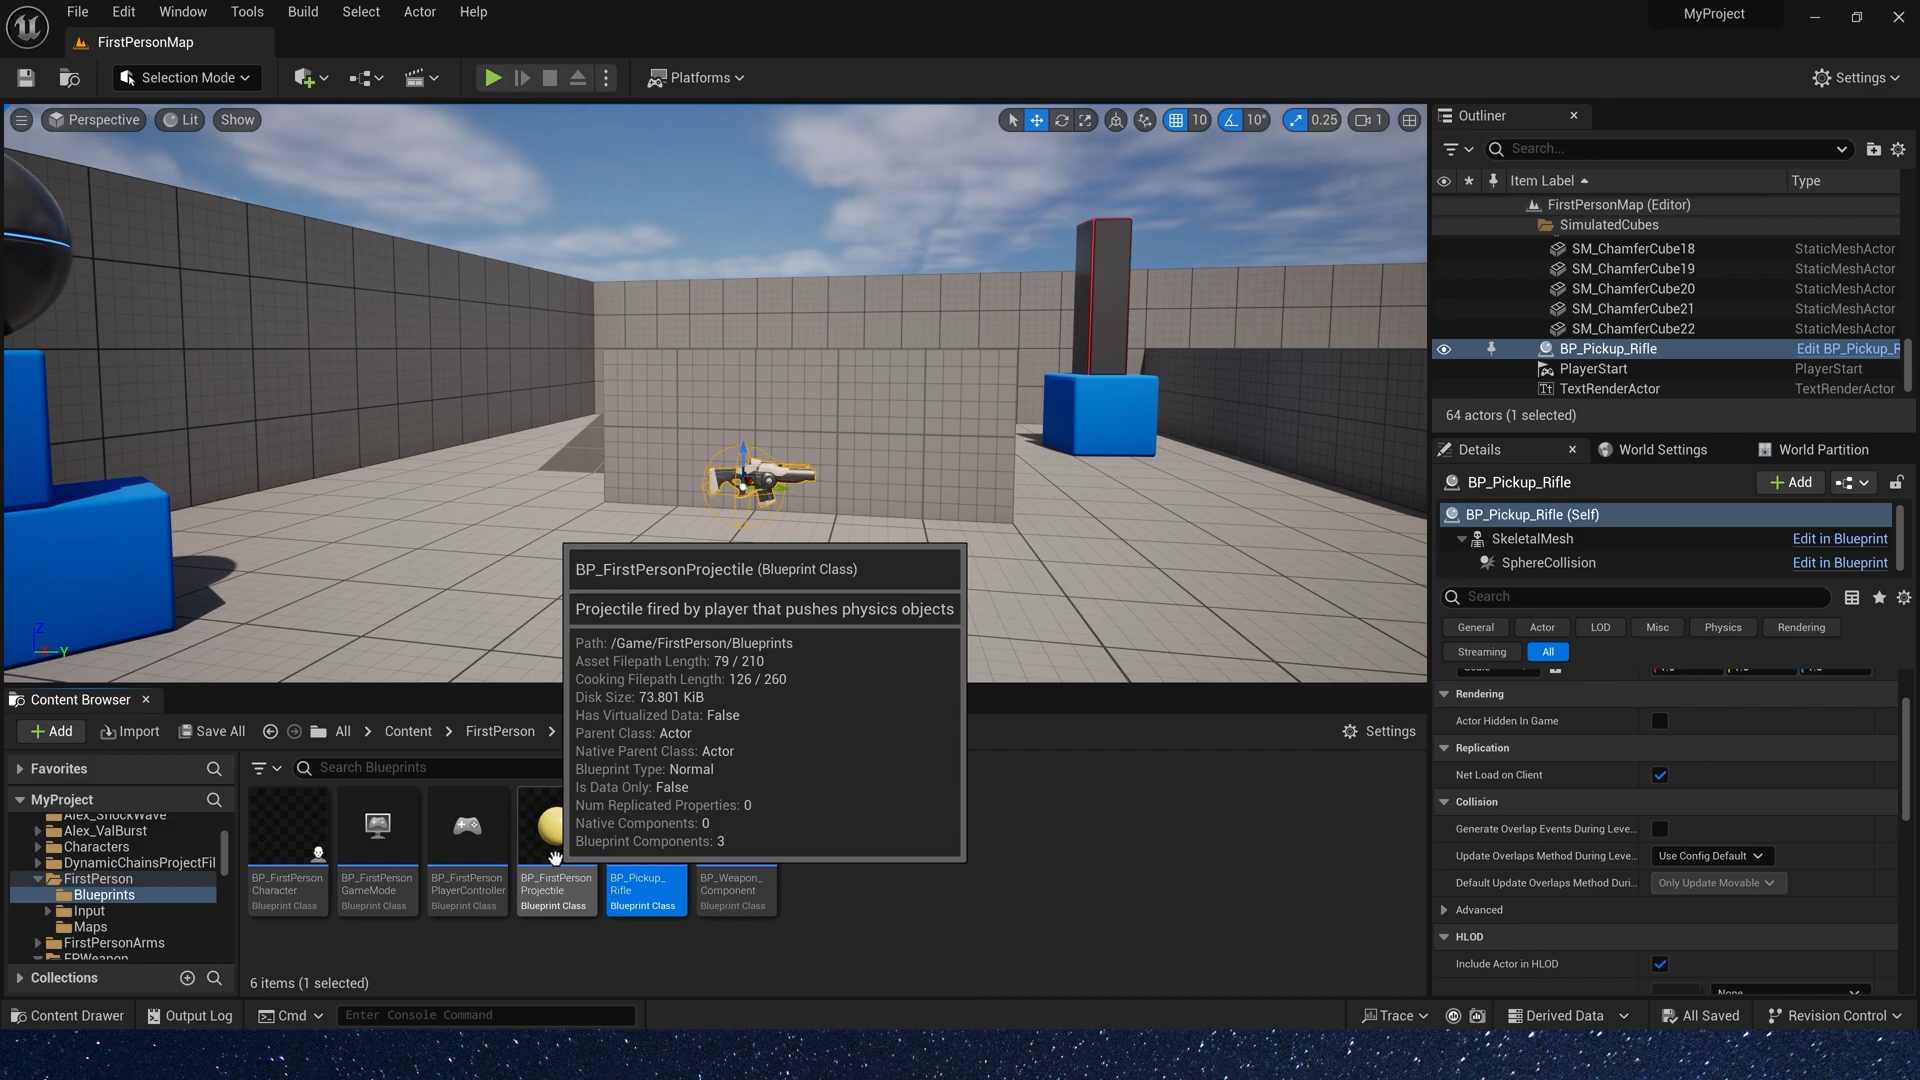 File Edit Window Tools Build Select Actor Help
MyProject
FirstPersonMap
Selection Mode
Platforms
Settings
Perspective
Lit
Show
10
10°
0.25
1
Outliner
Search...
Item Label
Type
FirstPersonMap (Editor)
SimulatedCubes
SM_ChamferCube18 StaticMeshActor
SM_ChamferCube19 StaticMeshActor
SM_ChamferCube20 StaticMeshActor
SM_ChamferCube21 StaticMeshActor
SM_ChamferCube22 StaticMeshActor
BP_Pickup_Rifle Edit BP_Pickup_R
PlayerStart PlayerStart
TextRenderActor TextRenderActor
64 actors (1 selected)
Details
World Settings
World Partition
BP_Pickup_Rifle
Add
BP_Pickup_Rifle (Self)
SkeletalMesh Edit in Blueprint
SphereCollision Edit in Blueprint
Search
General Actor LOD Misc Physics Rendering
Streaming All
Rendering
Actor Hidden In Game
Replication
Net Load on Client
Collision
Generate Overlap Events During Leve...
Update Overlaps Method During Leve... Use Config Default
Default Update Overlaps Method Duri... Only Update Movable
Advanced
HLOD
Include Actor in HLOD
None
Z
Y
BP_FirstPersonProjectile (Blueprint Class)
Projectile fired by player that pushes physics objects
Path: /Game/FirstPerson/Blueprints
Asset Filepath Length: 79 / 210
Cooking Filepath Length: 126 / 260
Disk Size: 73.801 KiB
Has Virtualized Data: False
Parent Class: Actor
Native Parent Class: Actor
Blueprint Type: Normal
Is Data Only: False
Num Replicated Properties: 0
Native Components: 0
Blueprint Components: 3
Content Browser
Add Import Save All All Content FirstPerson
Settings
Favorites
MyProject
Alex_ShockWave
Alex_ValBurst
Characters
DynamicChainsProjectFil
FirstPerson
Blueprints
Input
Maps
FirstPersonArms
FPWeapon
Collections
Search Blueprints
BP_FirstPerson
Character
Blueprint Class
BP_FirstPerson
GameMode
Blueprint Class
BP_FirstPerson
PlayerController
Blueprint Class
BP_FirstPerson
Projectile
Blueprint Class
BP_Pickup_
Rifle
Blueprint Class
BP_Weapon_
Component
Blueprint Class
6 items (1 selected)
Content Drawer
Output Log
Cmd
Enter Console Command
Trace
Derived Data
All Saved
Revision Control